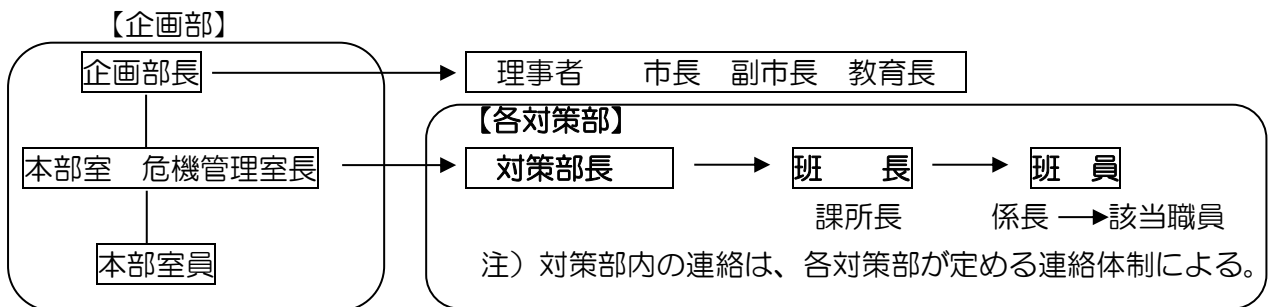 【企画部】
企画部長
理事者　　市長　副市長　教育長
【各対策部】
本部室　危機管理室長
対策部長
班　　長
班　員
課所長
係長→該当職員
本部室員
注）対策部内の連絡は、各対策部が定める連絡体制による。